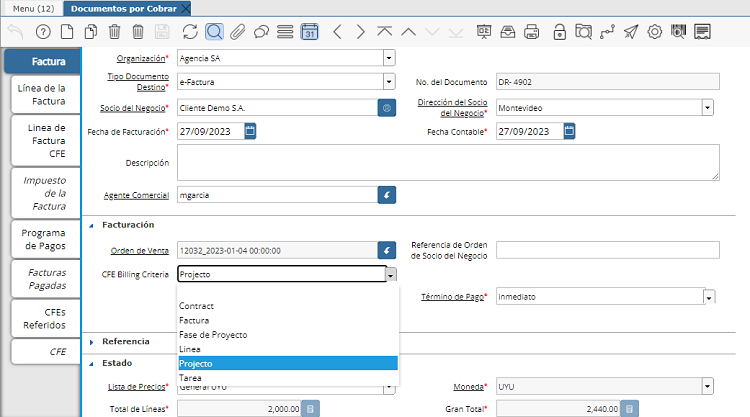 Menu (12)
Documentos por Cobrar
31
Factura
Línea de la
Factura
Linea de
Factura
CFE
Impuesto
de la
Factura
Programa
de Pagos
Facturas
Pagadas
CFEs
Referidos
CFE
Organización* Agencia SA
Tipo Documento
Destino* e-Factura
No. del Documento DR- 4902
Socio del Negocio* Cliente Demo S.A.
Dirección del Socio
del Negocio* Montevideo
Fecha de Facturación* 27/09/2023
Fecha Contable* 27/09/2023
Descripción
Agente Comercial mgarcia
Facturación
Orden de Venta 12032_2023-01-04 00:00:00
Referencia de Orden
de Socio del Negocio
CFE Billing Criteria Projecto
Contract
Factura
Fase de Proyecto
Línea
Projecto
Tarea
Término de Pago* inmediato
Referencia
Estado
Lista de Precios* General UYU
Moneda* UYU
Total de Líneas* 2,000.00
Gran Total* 2,440.00